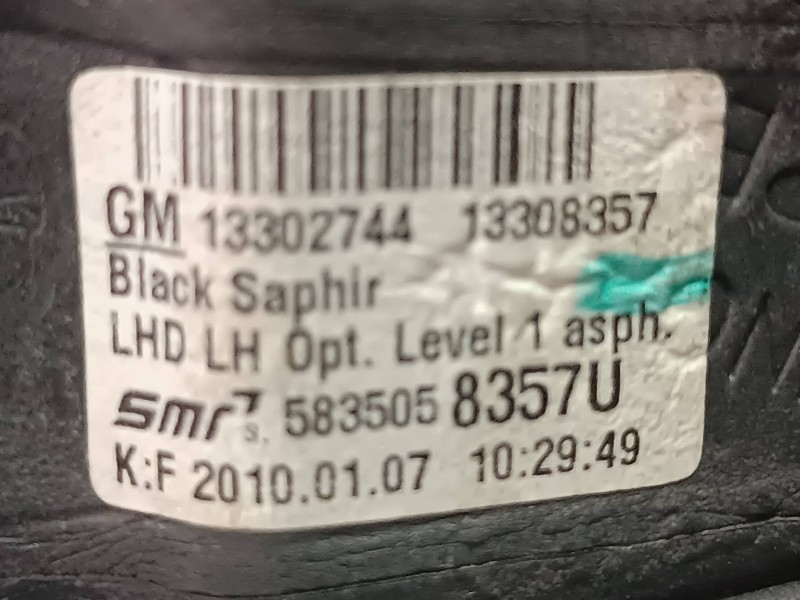 GM 13302744 13308357
Black Saphir
LHD LH Opt. Level 1 asph.
smr 583505 8357U
K:F 2010.01.07 10:29:49